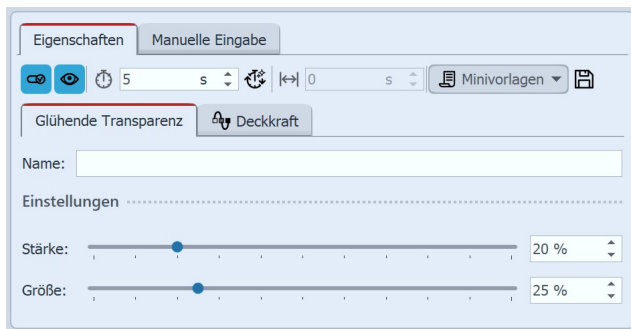 Eigenschaften Manuelle Eingabe
5 s 0 s Minivorlagen
Glühende Transparenz Deckkraft
Name:
Einstellungen
Stärke: 20 %
Größe: 25 %